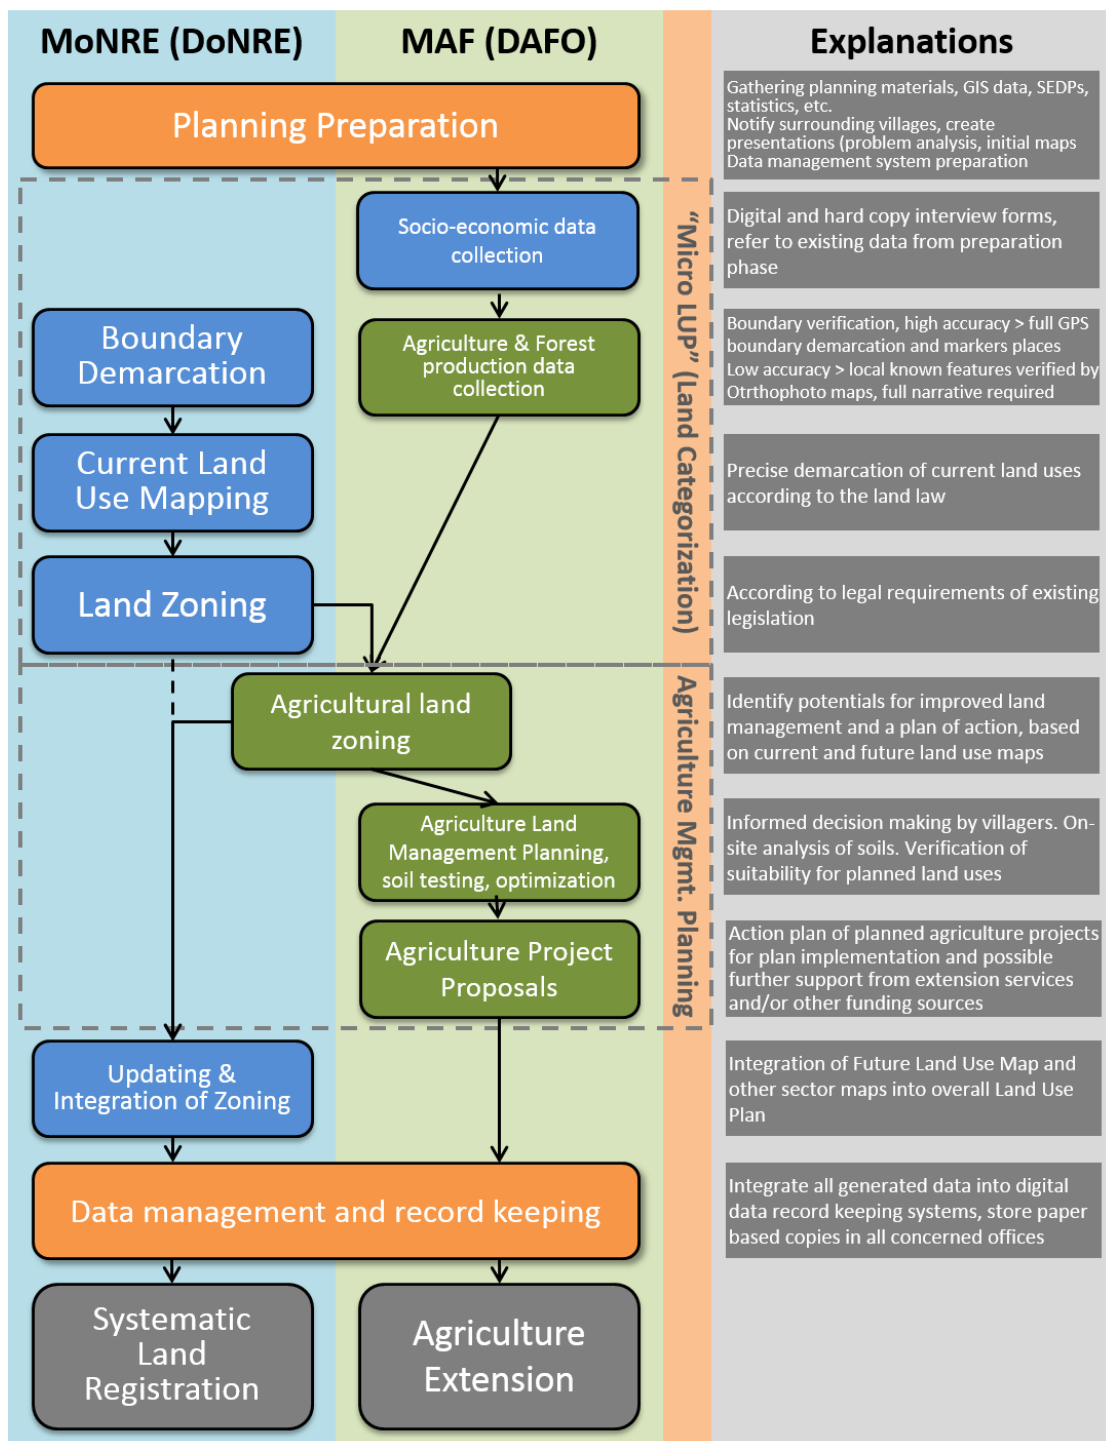 MoNRE (DoNRE)
MAF (DAFO)
Explanations
Planning Preparation
Gathering planning materials, GIS data, SEDPs,
statistics, etc.
Notify surrounding villages, create
presentations (problem analysis, initial maps
Data management system preparation
Socio-economic data
collection
Digital and hard copy interview forms,
refer to existing data from preparation
phase
"Micro LUP" (Land Categorization)
Boundary
Demarcation
Agriculture & Forest
production data
collection
Boundary verification, high accuracy > full GPS
boundary demarcation and markers places
Low accuracy > local known features verified by
Otrthophoto maps, full narrative required
Current Land
Use Mapping
Precise demarcation of current land uses
according to the land law
Land Zoning
According to legal requirements of existing
legislation
Agricultural land
zoning
Agriculture Mgmt. Planning
Identify potentials for improved land
management and a plan of action, based
on current and future land use maps
Agriculture Land
Management Planning,
soil testing, optimization
Informed decision making by villagers. On-
site analysis of soils. Verification of
suitability for planned land uses
Agriculture Project
Proposals
Action plan of planned agriculture projects
for plan implementation and possible
further support from extension services
and/or other funding sources
Updating &
Integration of Zoning
Integration of Future Land Use Map and
other sector maps into overall Land Use
Plan
Data management and record keeping
Integrate all generated data into digital
data record keeping systems, store paper
based copies in all concerned offices
Systematic
Land
Registration
Agriculture
Extension